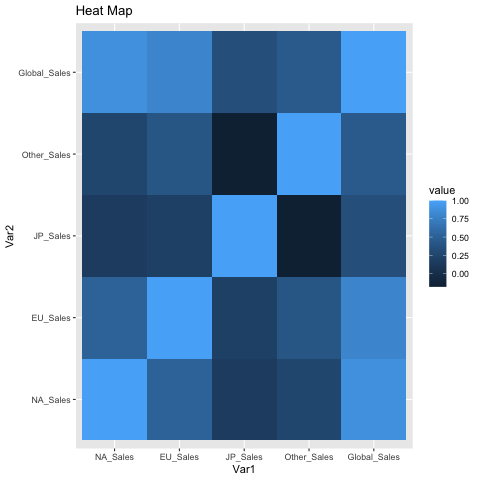 Heat Map
Global_Sales
Other_Sales
JP_Sales
EU_Sales
NA_Sales
Var2
NA_Sales EU_Sales JP_Sales Other_Sales Global_Sales
Var1
value
1.00
0.75
0.50
0.25
0.00